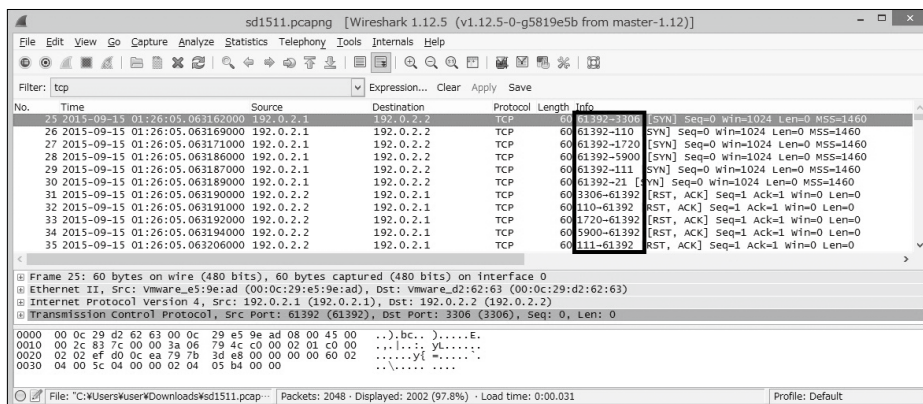 sd1511.pcapng [Wireshark 1.12.5 (v1.12.5-0-g5819e5b from master-1.12)]
File Edit View Go Capture Analyze Statistics Telephony Tools Internals Help
Filter: tcp Expression... Clear Apply Save
No. Time Source Destination Protocol Length Info
25 2015-09-15 01:26:05.063162000 192.0.2.1 192.0.2.2 TCP 60 61392→3306 [SYN] Seq=0 Win=1024 Len=0 MSS=1460
26 2015-09-15 01:26:05.063169000 192.0.2.1 192.0.2.2 TCP 60 61392→110 [SYN] Seq=0 Win=1024 Len=0 MSS=1460
27 2015-09-15 01:26:05.063171000 192.0.2.1 192.0.2.2 TCP 60 61392→1720 [SYN] Seq=0 Win=1024 Len=0 MSS=1460
28 2015-09-15 01:26:05.063186000 192.0.2.1 192.0.2.2 TCP 60 61392→5900 [SYN] Seq=0 Win=1024 Len=0 MSS=1460
29 2015-09-15 01:26:05.063187000 192.0.2.1 192.0.2.2 TCP 60 61392→111 [SYN] Seq=0 Win=1024 Len=0 MSS=1460
30 2015-09-15 01:26:05.063189000 192.0.2.1 192.0.2.2 TCP 60 61392→21 [SYN] Seq=0 Win=1024 Len=0 MSS=1460
31 2015-09-15 01:26:05.063190000 192.0.2.2 192.0.2.1 TCP 60 3306→61392 [RST, ACK] Seq=1 Ack=1 Win=0 Len=0
32 2015-09-15 01:26:05.063191000 192.0.2.2 192.0.2.1 TCP 60 110→61392 [RST, ACK] Seq=1 Ack=1 Win=0 Len=0
33 2015-09-15 01:26:05.063192000 192.0.2.2 192.0.2.1 TCP 60 1720→61392 [RST, ACK] Seq=1 Ack=1 Win=0 Len=0
34 2015-09-15 01:26:05.063194000 192.0.2.2 192.0.2.1 TCP 60 5900→61392 [RST, ACK] Seq=1 Ack=1 Win=0 Len=0
35 2015-09-15 01:26:05.063206000 192.0.2.2 192.0.2.1 TCP 60 111→61392 [RST, ACK] Seq=1 Ack=1 Win=0 Len=0
Frame 25: 60 bytes on wire (480 bits), 60 bytes captured (480 bits) on interface 0
Ethernet II, Src: Vmware_e5:9e:ad (00:0c:29:e5:9e:ad), Dst: Vmware_d2:62:63 (00:0c:29:d2:62:63)
Internet Protocol Version 4, Src: 192.0.2.1 (192.0.2.1), Dst: 192.0.2.2 (192.0.2.2)
Transmission Control Protocol, Src Port: 61392 (61392), Dst Port: 3306 (3306), Seq: 0, Len: 0
0000 00 0c 29 d2 62 63 00 0c 29 e5 9e ad 08 00 45 00 ..).bc.. ).....E.
0010 00 2c 83 7c 00 00 3a 06 79 4c c0 00 02 01 c0 00 .,.|..:. yL......
0020 02 02 ef d0 0c ea 79 7b 3d e8 00 00 00 00 60 02 ......y{ =.....`.
0030 04 00 5c 04 00 00 02 04 05 b4 00 00 ..\..... ....
File: "C:¥Users¥user¥Downloads¥sd1511.pcap··· Packets: 2048 · Displayed: 2002 (97.8%) · Load time: 0:00.031 Profile: Default